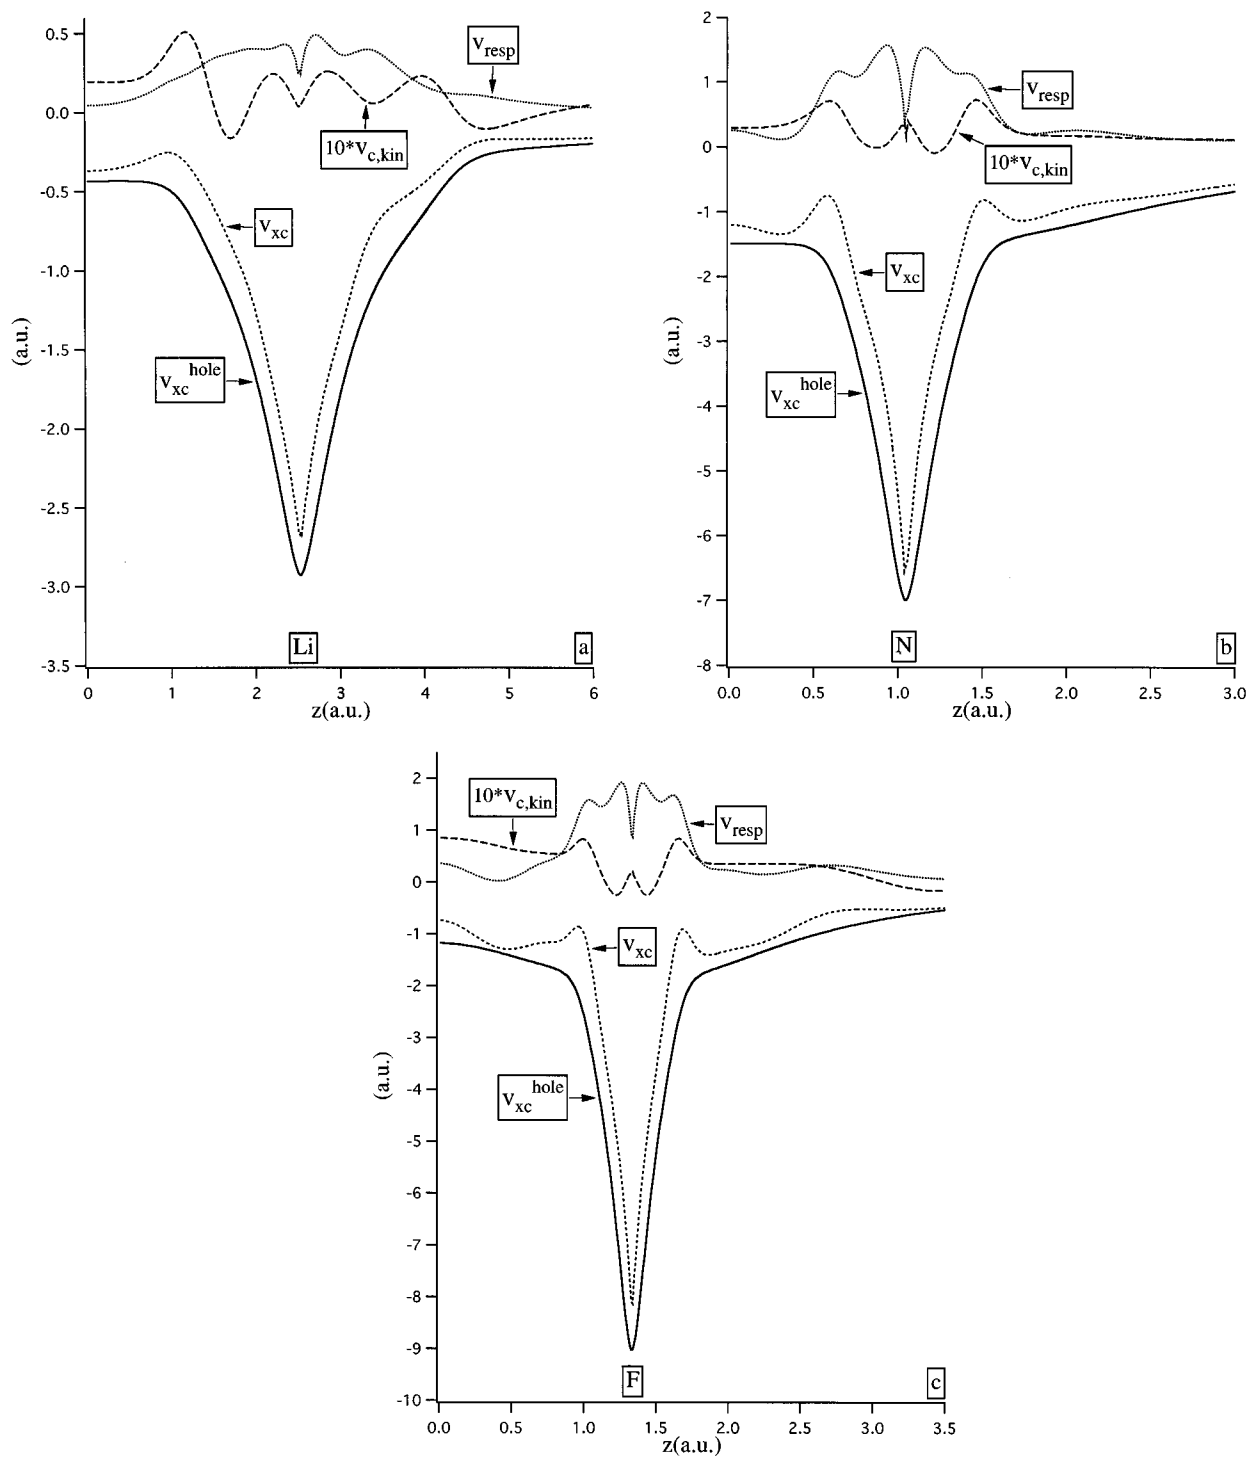 0.5
0.0
-0.5
-1.0
-1.5
-2.0
-2.5
-3.0
-3.5
(a.u.)
v_resp
10*v_c,kin
v_xc
v_xc^hole
Li
a
0 1 2 3 4 5 6
z(a.u.)
2
1
0
-1
-2
-3
-4
-5
-6
-7
-8
(a.u.)
v_resp
10*v_c,kin
v_xc
v_xc^hole
N
b
0.0 0.5 1.0 1.5 2.0 2.5 3.0
z(a.u.)
2
1
0
-1
-2
-3
-4
-5
-6
-7
-8
-9
-10
(a.u.)
10*v_c,kin
v_resp
v_xc
v_xc^hole
F
c
0.0 0.5 1.0 1.5 2.0 2.5 3.0 3.5
z(a.u.)